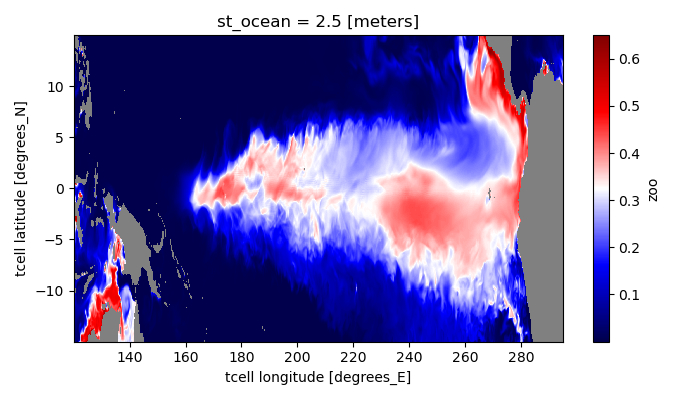 st_ocean = 2.5 [meters]
10
5
0
−5
−10
tcell latitude [degrees_N]
140 160 180 200 220 240 260 280
tcell longitude [degrees_E]
0.6
0.5
0.4
0.3
0.2
0.1
zoo